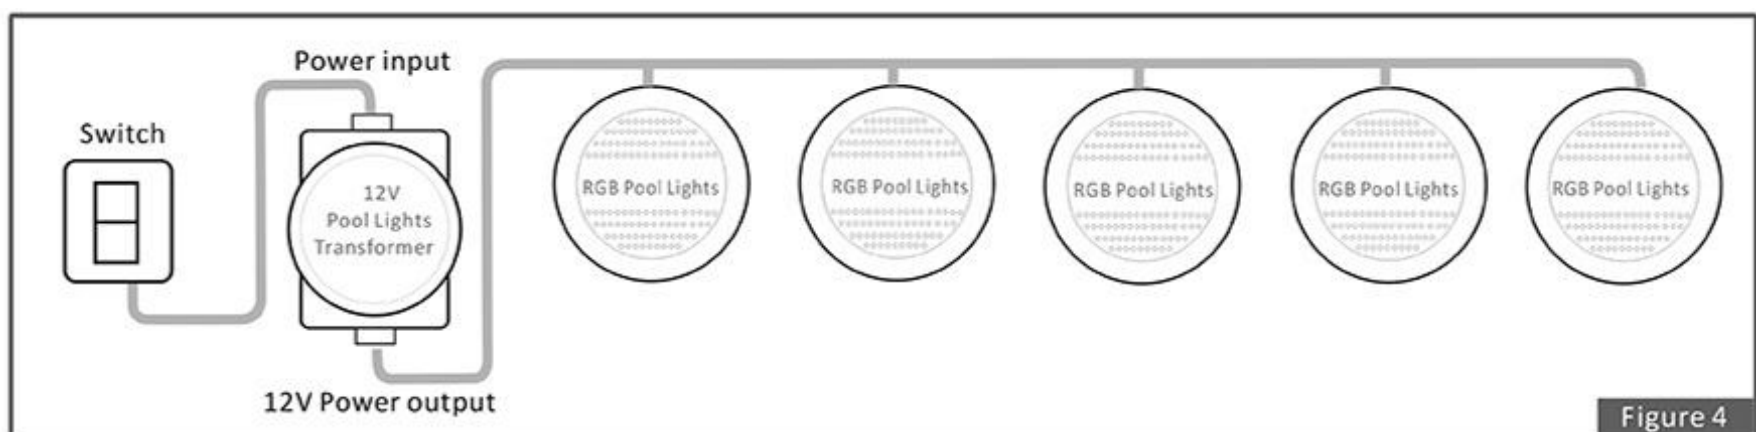 Power input
Switch
12V
Pool Lights
Transformer
12V Power output
RGB Pool Lights
RGB Pool Lights
RGB Pool Lights
RGB Pool Lights
RGB Pool Lights
Figure 4